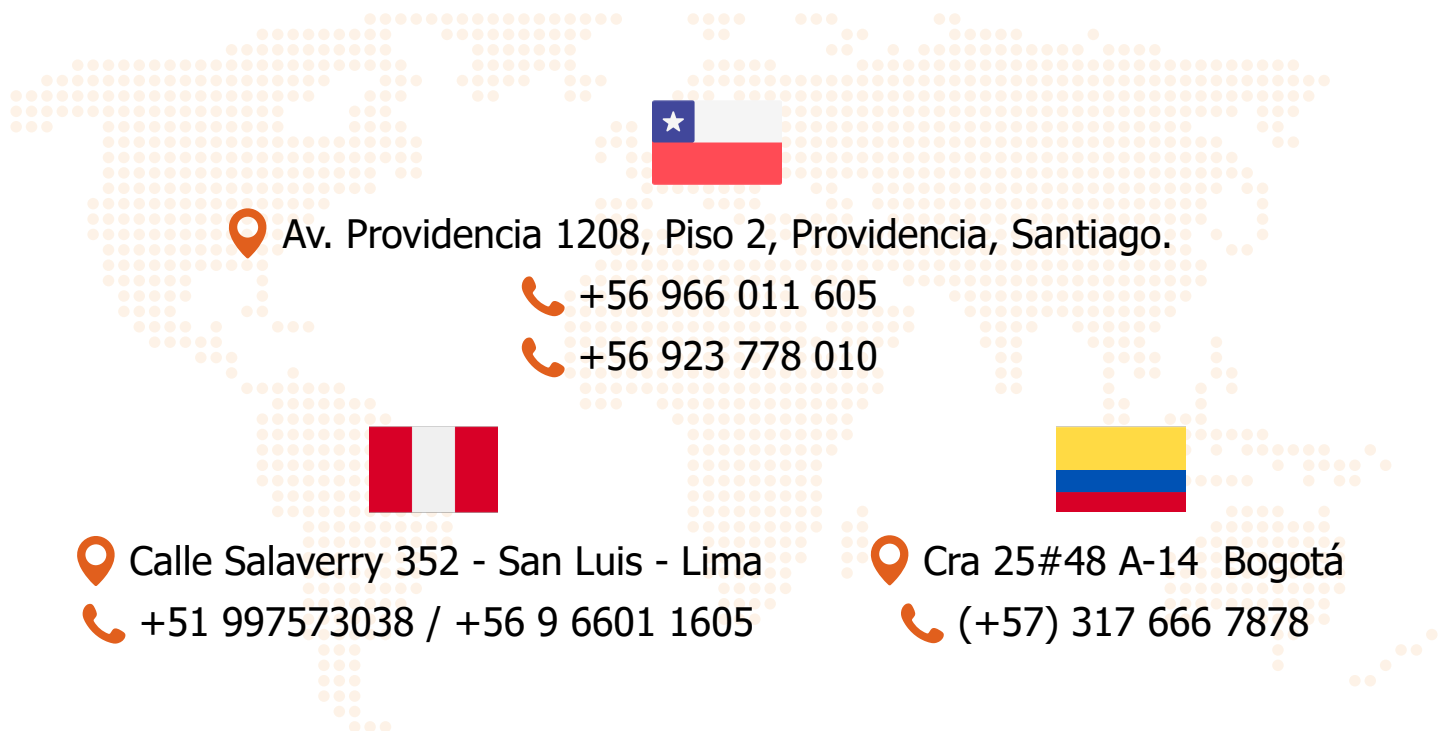 Av. Providencia 1208, Piso 2, Providencia, Santiago.
+56 966 011 605
+56 923 778 010
Calle Salaverry 352 - San Luis - Lima
+51 997573038 / +56 9 6601 1605
Cra 25#48 A-14  Bogotá
(+57) 317 666 7878